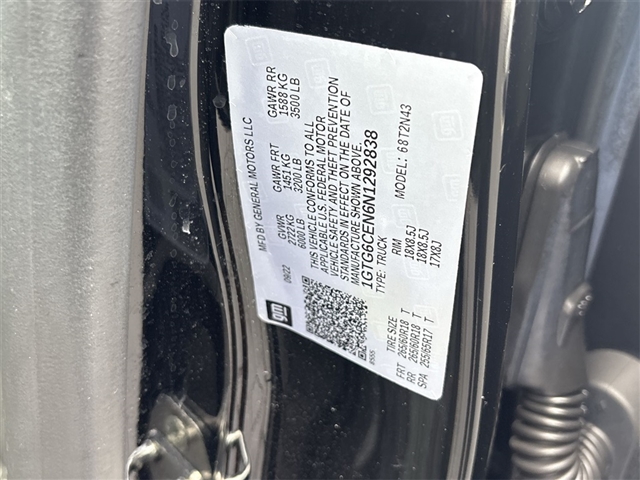 MFD BY GENERAL MOTORS LLC
09/22
GVWR
2722 KG
6000 LB
GAWR FRT
1451 KG
3200 LB
GAWR RR
1588 KG
3500 LB
THIS VEHICLE CONFORMS TO ALL
APPLICABLE U.S. FEDERAL MOTOR
VEHICLE SAFETY AND THEFT PREVENTION
STANDARDS IN EFFECT ON THE DATE OF
MANUFACTURE SHOWN ABOVE.
1GTG6CEN6N1292838
TYPE: TRUCK
MODEL: 68T2N43
gm
TIRE SIZE
RIM
FRT 265/60R18 T
18X8.5J
RR 265/60R18 T
18X8.5J
SPA 255/65R17 T
17X8J